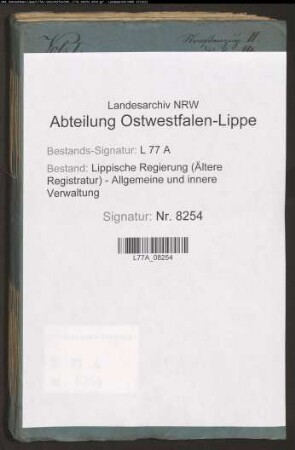 Landesarchiv NRW
Abteilung Ostwestfalen-Lippe
Bestands-Signatur: L 77 A
Bestand: Lippische Regierung (Ältere
Registratur) - Allgemeine und innere
Verwaltung
Signatur: Nr. 8254
L77A_08254